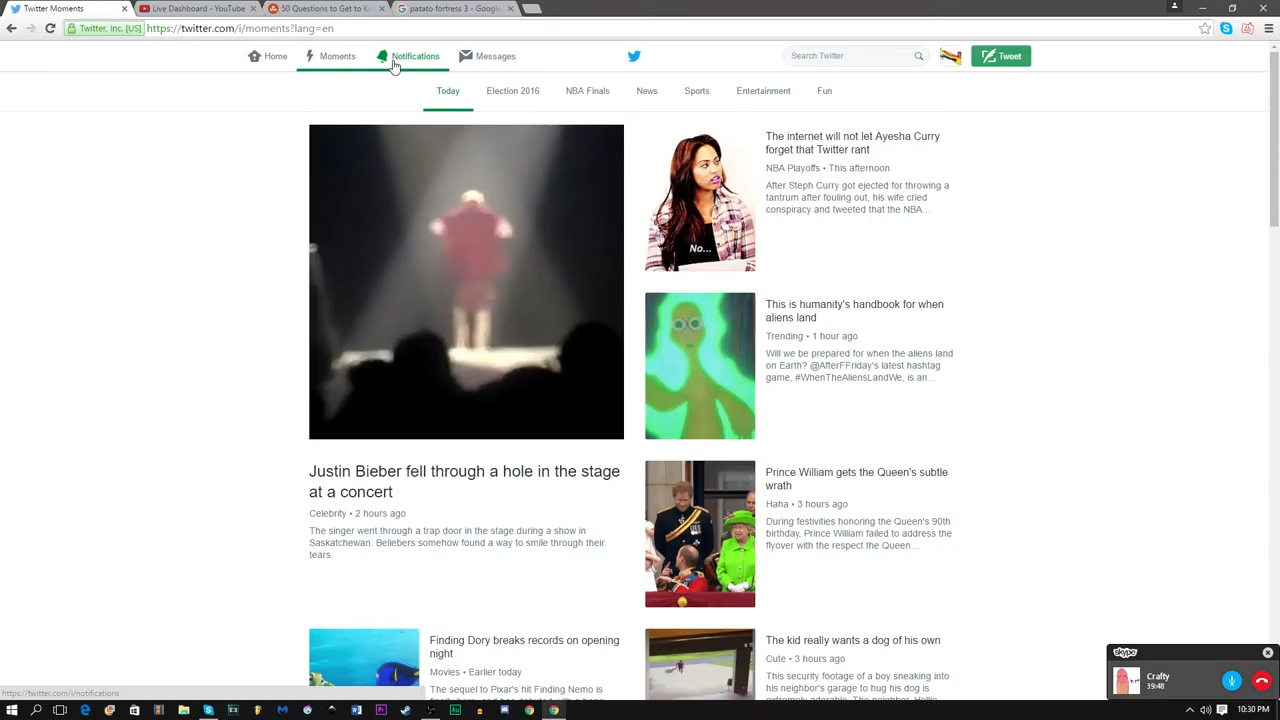 Twitter Moments
Live Dashboard - YouTube
50 Questions to Get to Kn
patato fortress 3 - Google
Twitter, Inc. [US] https://twitter.com/i/moments?lang=en
Home Moments Notifications Messages Search Twitter Tweet
Today Election 2016 NBA Finals News Sports Entertainment Fun
The internet will not let Ayesha Curry
forget that Twitter rant
NBA Playoffs • This afternoon
After Steph Curry got ejected for throwing a
tantrum after fouling out, his wife cried
conspiracy and tweeted that the NBA...
No...
This is humanity's handbook for when
aliens land
Trending • 1 hour ago
Will we be prepared for when the aliens land
on Earth? @AfterFFriday's latest hashtag
game, #WhenTheAliensLandWe, is an...
Justin Bieber fell through a hole in the stage
at a concert
Celebrity • 2 hours ago
The singer went through a trap door in the stage during a show in
Saskatchewan. Beliebers somehow found a way to smile through their
tears.
Prince William gets the Queen's subtle
wrath
Haha • 3 hours ago
During festivities honoring the Queen's 90th
birthday, Prince William failed to address the
flyover with the respect the Queen...
Finding Dory breaks records on opening
night
Movies • Earlier today
The sequel to Pixar's hit Finding Nemo is
The kid really wants a dog of his own
Cute • 3 hours ago
This security footage of a boy sneaking into
his neighbor's garage to hug his dog is
skype
Crafty
39:48
https://twitter.com/i/notifications
10:30 PM